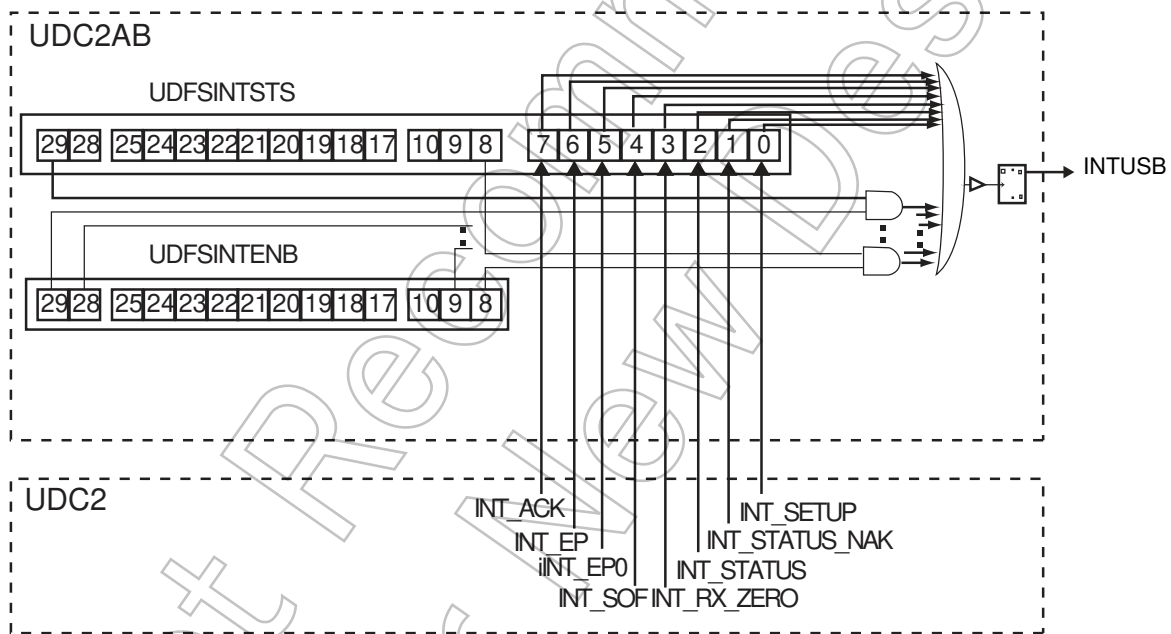 UDC2AB
UDFSINTSTS
29 28 25 24 23 22 21 20 19 18 17 10 9 8 7 6 5 4 3 2 1 0
INTUSB
UDFSINTENB
29 28 25 24 23 22 21 20 19 18 17 10 9 8
UDC2
INT_ACK
INT_SETUP
INT_EP
INT_STATUS_NAK
iINT_EP0
INT_STATUS
INT_SOF
INT_RX_ZERO